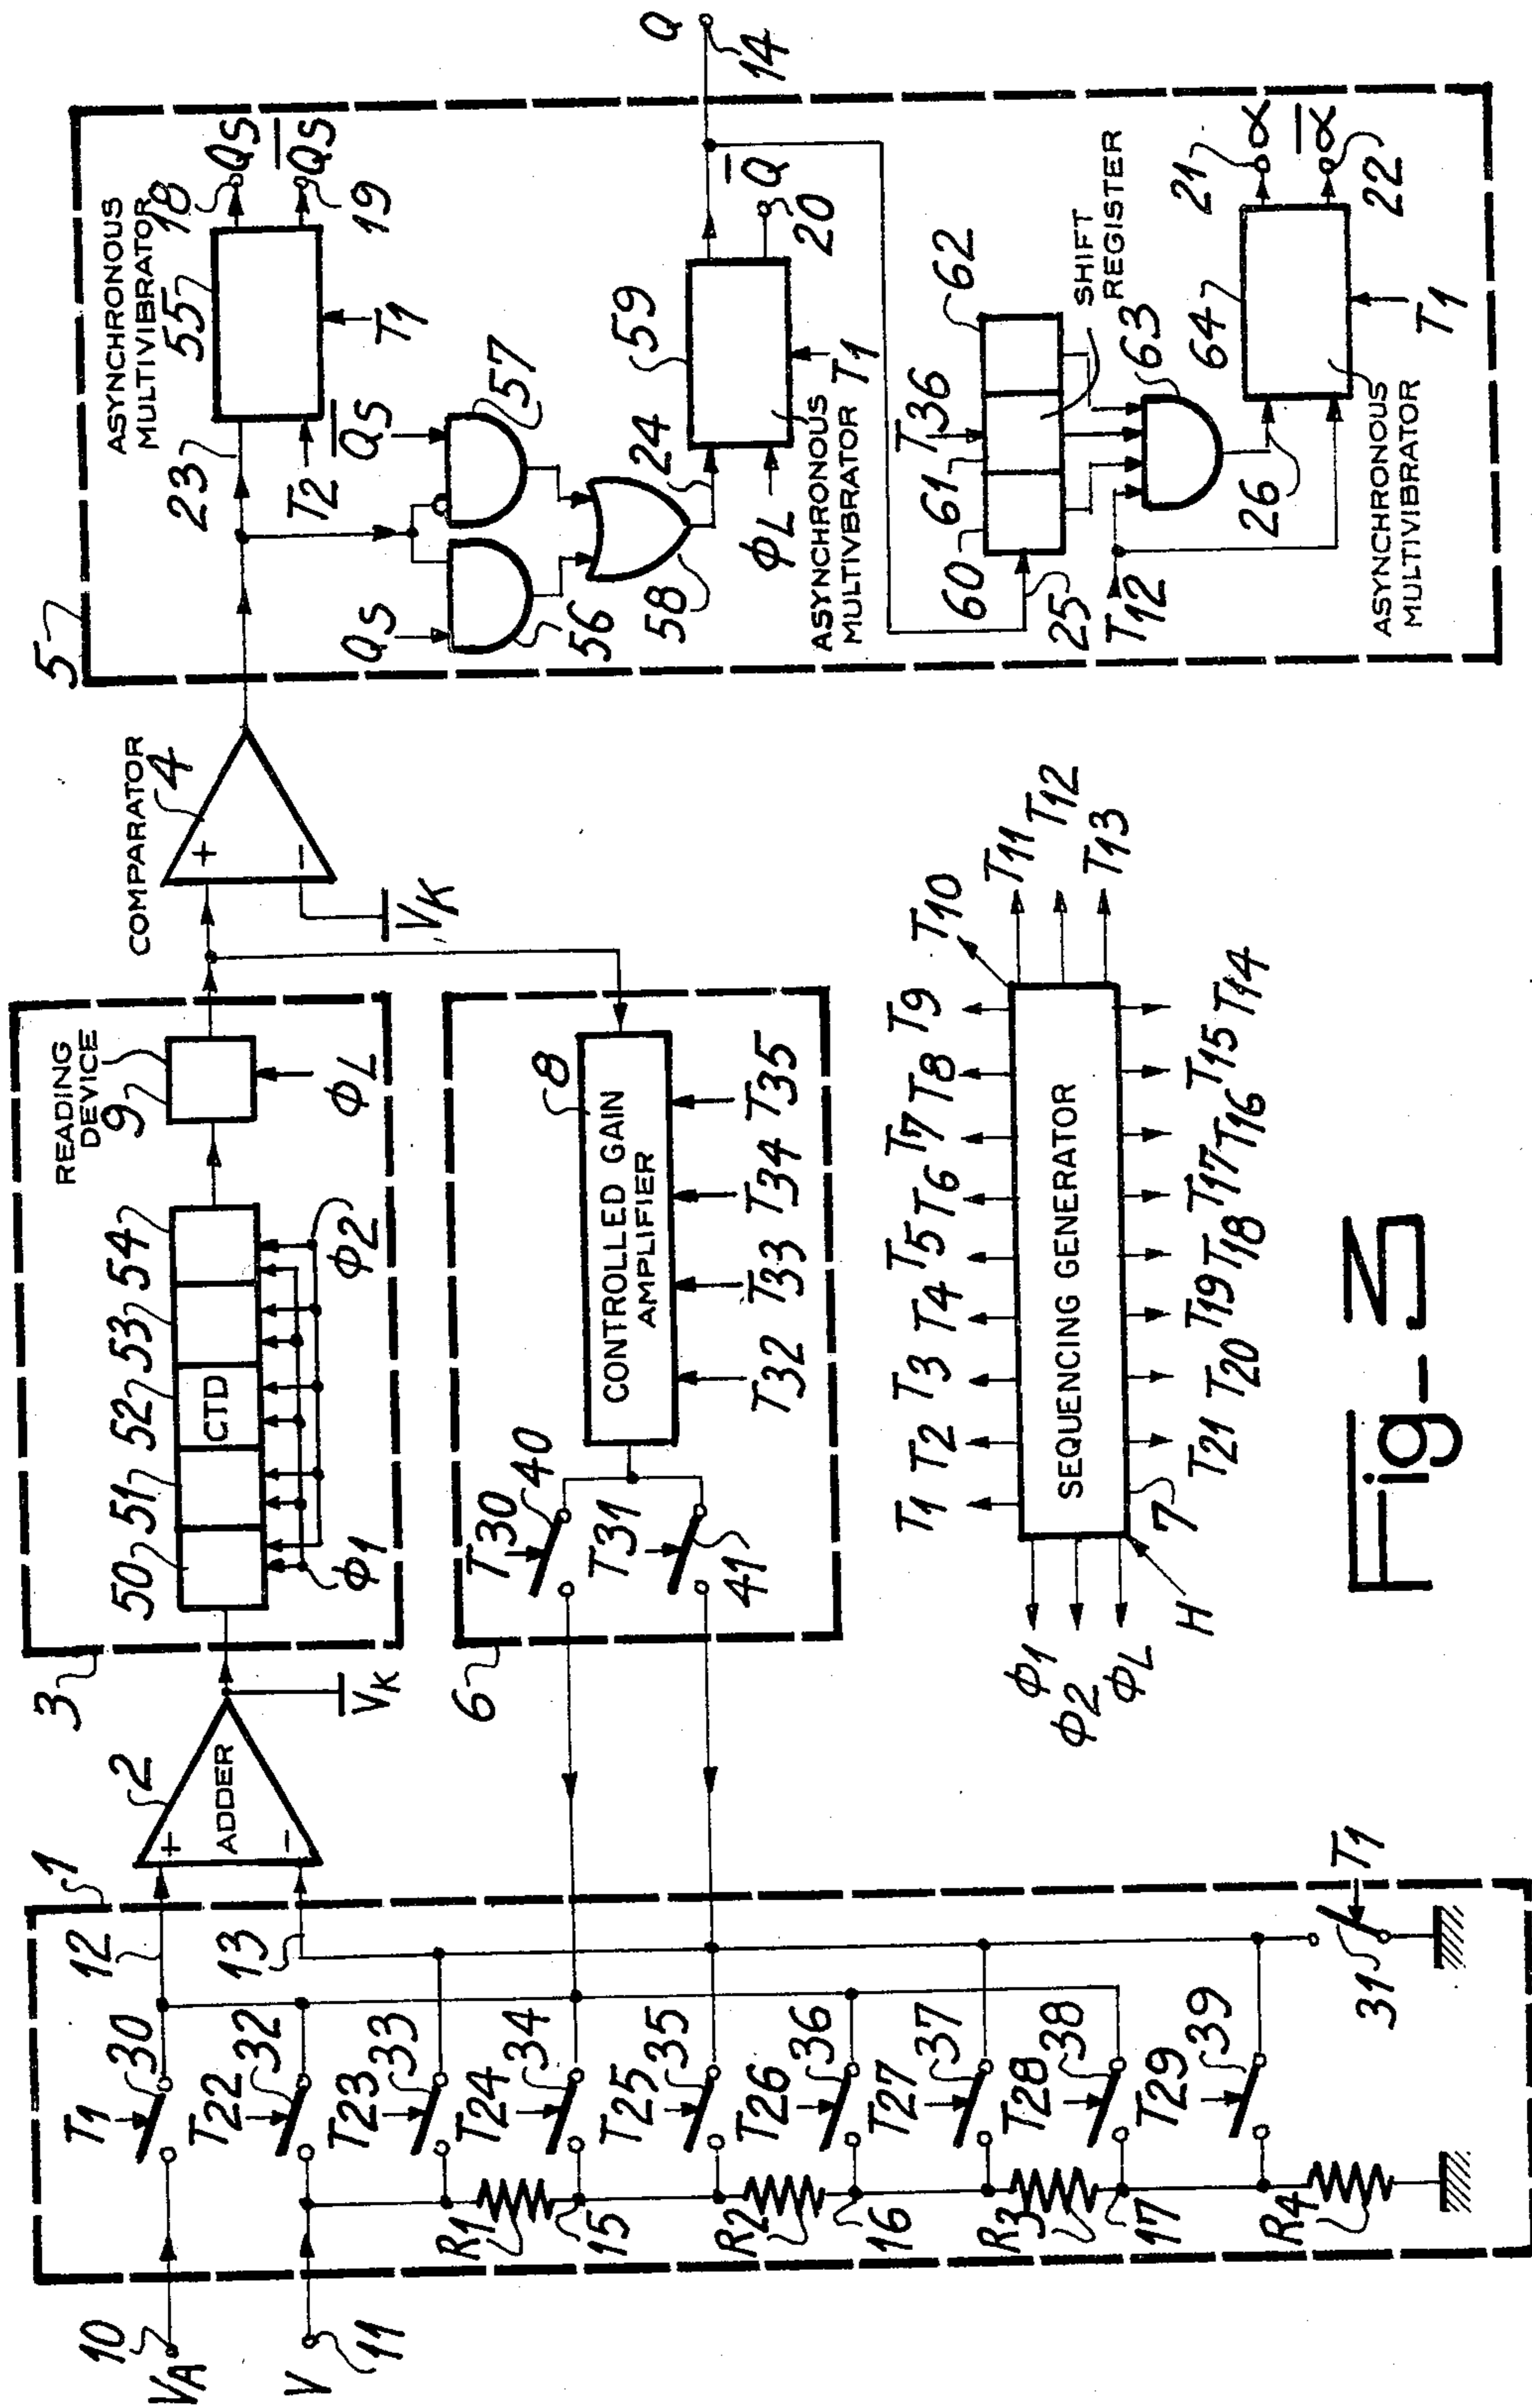 10
VA
V
11
1
T1
30
12
T22
32
13
T23
33
T24
34
T25
35
T26
36
T27
37
T28
38
T29
39
R1
15
R2
16
R3
17
R4
31
T1
2
+
ADDER
−
VK
3
50
51
52
53
54
CTD
Φ1
Φ2
READING
DEVICE
9
ΦL
6
T30
40
T31
41
8
CONTROLLED GAIN
AMPLIFIER
T32
T33
T34
T35
COMPARATOR
4
+
−
VK
SEQUENCING GENERATOR
7
H
Φ1
Φ2
ΦL
T1
T2
T3
T4
T5
T6
T7
T8
T9
T10
T11
T12
T13
T14
T15
T16
T17
T18
T19
T20
T21
5
23
ASYNCHRONOUS
MULTIVIBRATOR
55
18
QS
Q̅S̅
19
T2
T1
QS
56
Q̅S̅
57
58
24
59
ΦL
ASYNCHRONOUS
MULTIVIBRATOR
T1
Q
14
Q̅
20
60
61
T36
62
SHIFT
REGISTER
25
T12
63
26
64
21
α
α̅
22
ASYNCHRONOUS
MULTIVIBRATOR
T1
Fig_3